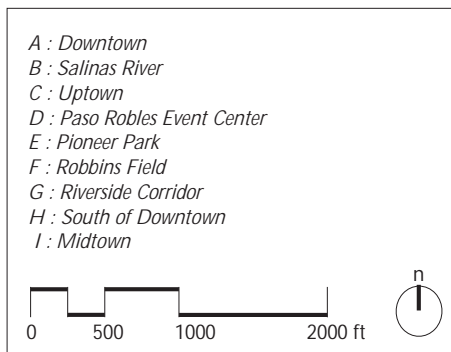 A : Downtown
B : Salinas River
C : Uptown
D : Paso Robles Event Center
E : Pioneer Park
F : Robbins Field
G : Riverside Corridor
H : South of Downtown
I : Midtown
n
0 500 1000 2000 ft